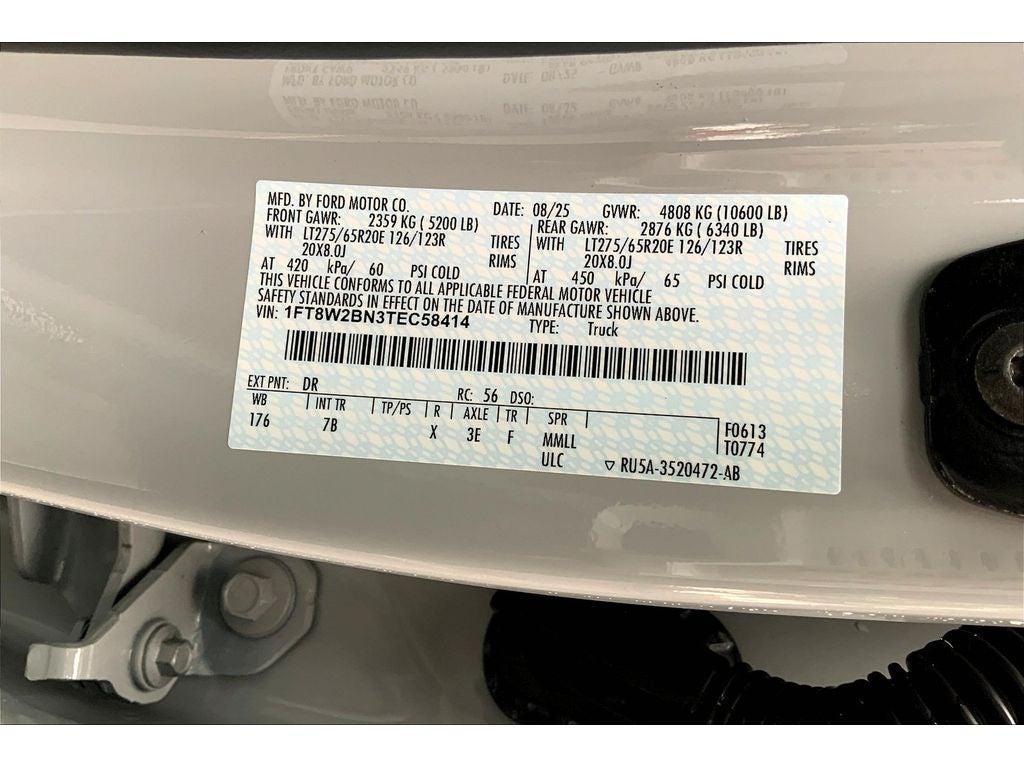 MFD. BY FORD MOTOR CO. DATE: 08/25 GVWR: 4808 KG (10600 LB)
FRONT GAWR: 2359 KG ( 5200 LB) REAR GAWR: 2876 KG ( 6340 LB)
WITH LT275/65R20E 126/123R TIRES WITH LT275/65R20E 126/123R TIRES
20X8.0J RIMS 20X8.0J RIMS
AT 420 kPa/ 60 PSI COLD AT 450 kPa/ 65 PSI COLD
THIS VEHICLE CONFORMS TO ALL APPLICABLE FEDERAL MOTOR VEHICLE
SAFETY STANDARDS IN EFFECT ON THE DATE OF MANUFACTURE SHOWN ABOVE.
VIN: 1FT8W2BN3TEC58414 TYPE: Truck
EXT PNT: DR RC: 56 DSO:
WB INT TR TP/PS R AXLE TR SPR F0613
176 7B X 3E F MMLL T0774
ULC ▽ RU5A-3520472-AB